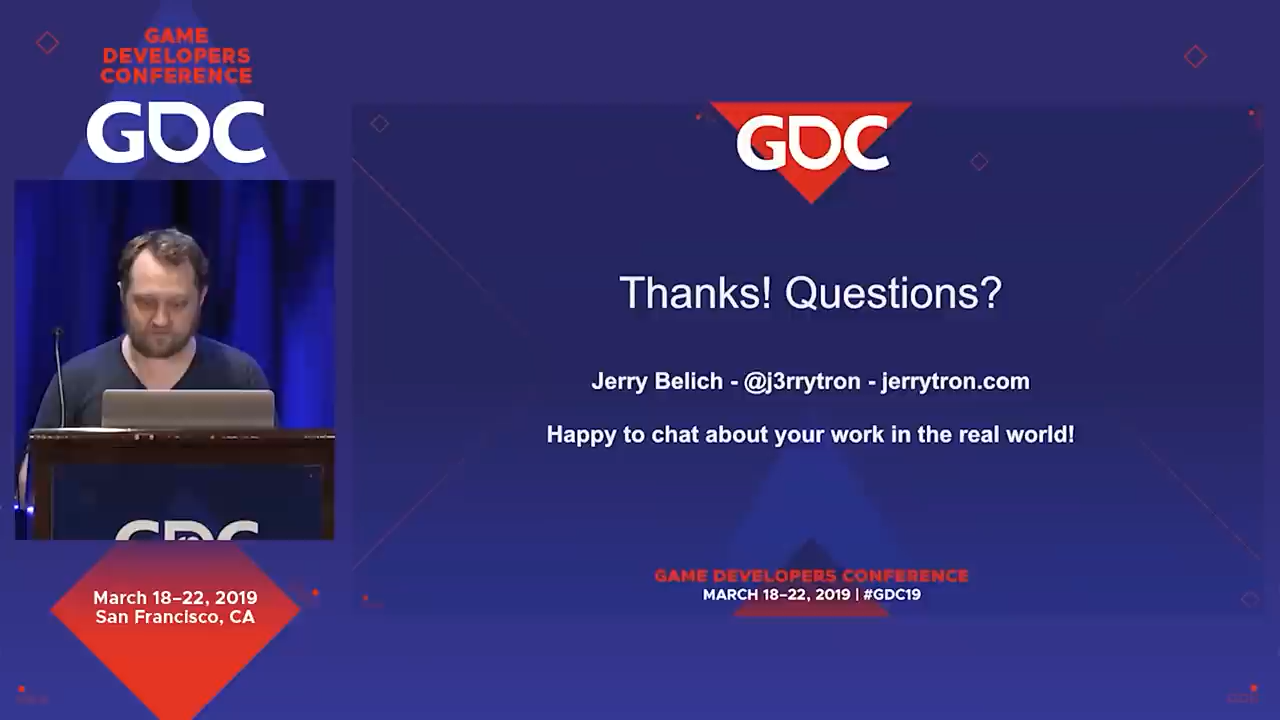 GAME
DEVELOPERS
CONFERENCE
GDC
March 18–22, 2019
San Francisco, CA
GDC
Thanks! Questions?
Jerry Belich - @j3rrytron - jerrytron.com
Happy to chat about your work in the real world!
GAME DEVELOPERS CONFERENCE
MARCH 18–22, 2019 | #GDC19